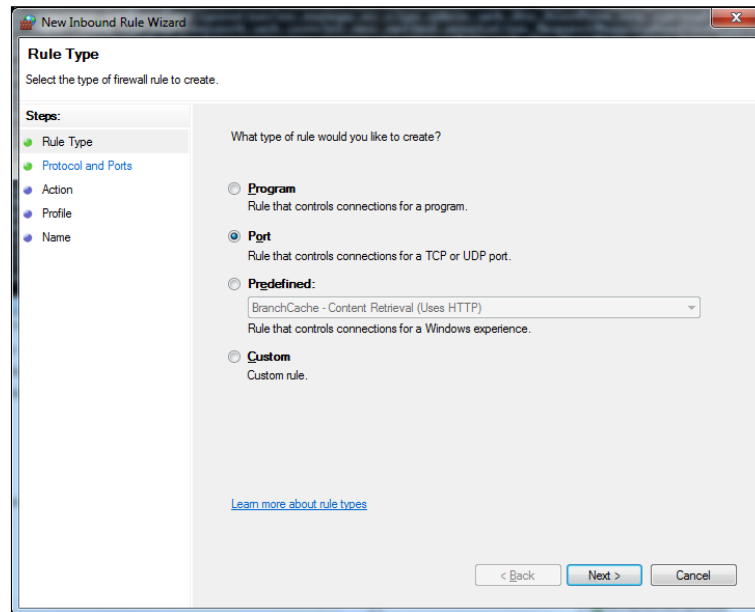 New Inbound Rule Wizard
Rule Type
Select the type of firewall rule to create.
Steps:
Rule Type
Protocol and Ports
Action
Profile
Name
What type of rule would you like to create?
Program
Rule that controls connections for a program.
Port
Rule that controls connections for a TCP or UDP port.
Predefined:
BranchCache - Content Retrieval (Uses HTTP)
Rule that controls connections for a Windows experience.
Custom
Custom rule.
Learn more about rule types
< Back Next > Cancel